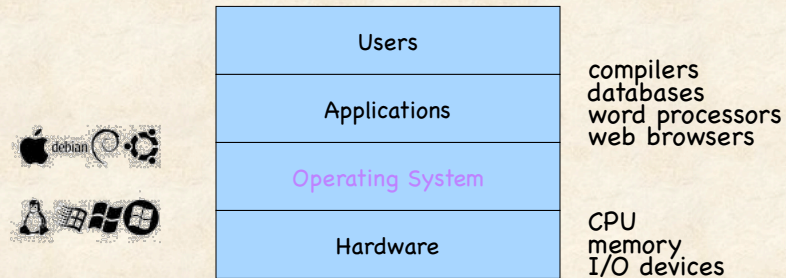 Users
compilers
databases
word processors
web browsers
Applications
debian
Operating System
Hardware
CPU
memory
I/O devices